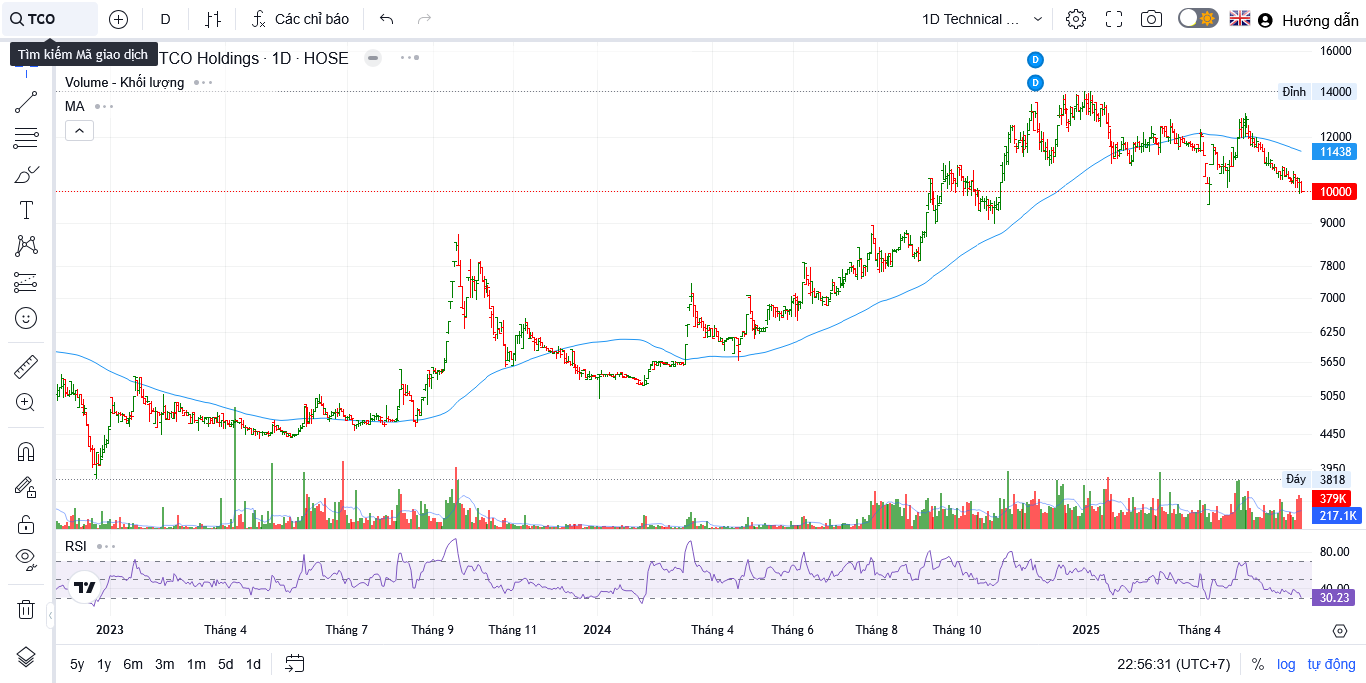 TCO
D
Các chỉ báo
1D Technical ...
Hướng dẫn
Tìm kiếm Mã giao dịch
TCO Holdings · 1D · HOSE
Volume - Khối lượng
MA
D
D
16000
Đỉnh 14000
12000
11438
10000
9000
7800
7000
6250
5650
5050
4450
3950
Đáy 3818
379K
217.1K
RSI
80.00
40.00
30.23
2023 Tháng 4 Tháng 7 Tháng 9 Tháng 11 2024 Tháng 4 Tháng 6 Tháng 8 Tháng 10 2025 Tháng 4
5y 1y 6m 3m 1m 5d 1d
22:56:31 (UTC+7) % log tự động